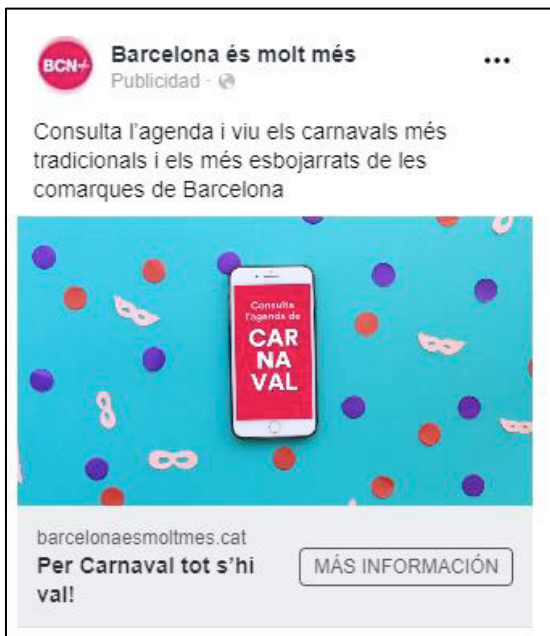 BCN+
Barcelona és molt més
Publicidad ·
Consulta l'agenda i viu els carnavals més
tradicionals i els més esbojarrats de les
comarques de Barcelona
Consulta
l'agenda de
CAR
NA
VAL
barcelonaesmoltmes.cat
Per Carnaval tot s'hi
val!
MÁS INFORMACIÓN